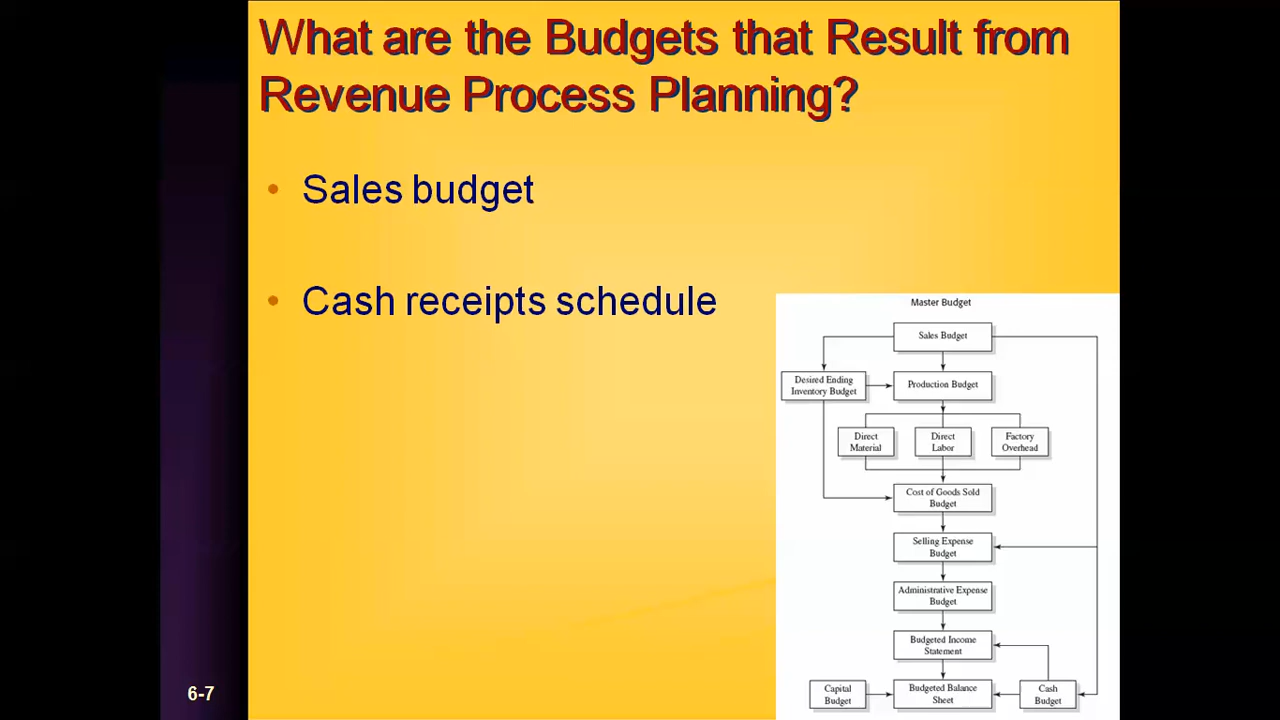 What are the Budgets that Result from
Revenue Process Planning?
• Sales budget
• Cash receipts schedule
Master Budget
Sales Budget
Desired Ending
Inventory Budget
Production Budget
Direct
Material
Direct
Labor
Factory
Overhead
Cost of Goods Sold
Budget
Selling Expense
Budget
Administrative Expense
Budget
Budgeted Income
Statement
Capital
Budget
Budgeted Balance
Sheet
Cash
Budget
6-7